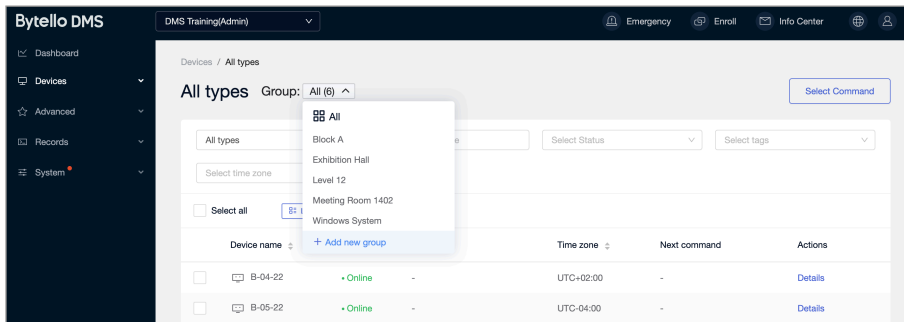 Bytello DMS
DMS Training(Admin)
Emergency
Enroll
Info Center
Dashboard
Devices
Advanced
Records
System
Devices / All types
All types Group: All (6)
Select Command
All
Block A
Exhibition Hall
Level 12
Meeting Room 1402
Windows System
+ Add new group
All types
Select Status
Select tags
Select time zone
Select all
Device name
Time zone
Next command
Actions
B-04-22 • Online - UTC+02:00 - Details
B-05-22 • Online - UTC-04:00 - Details